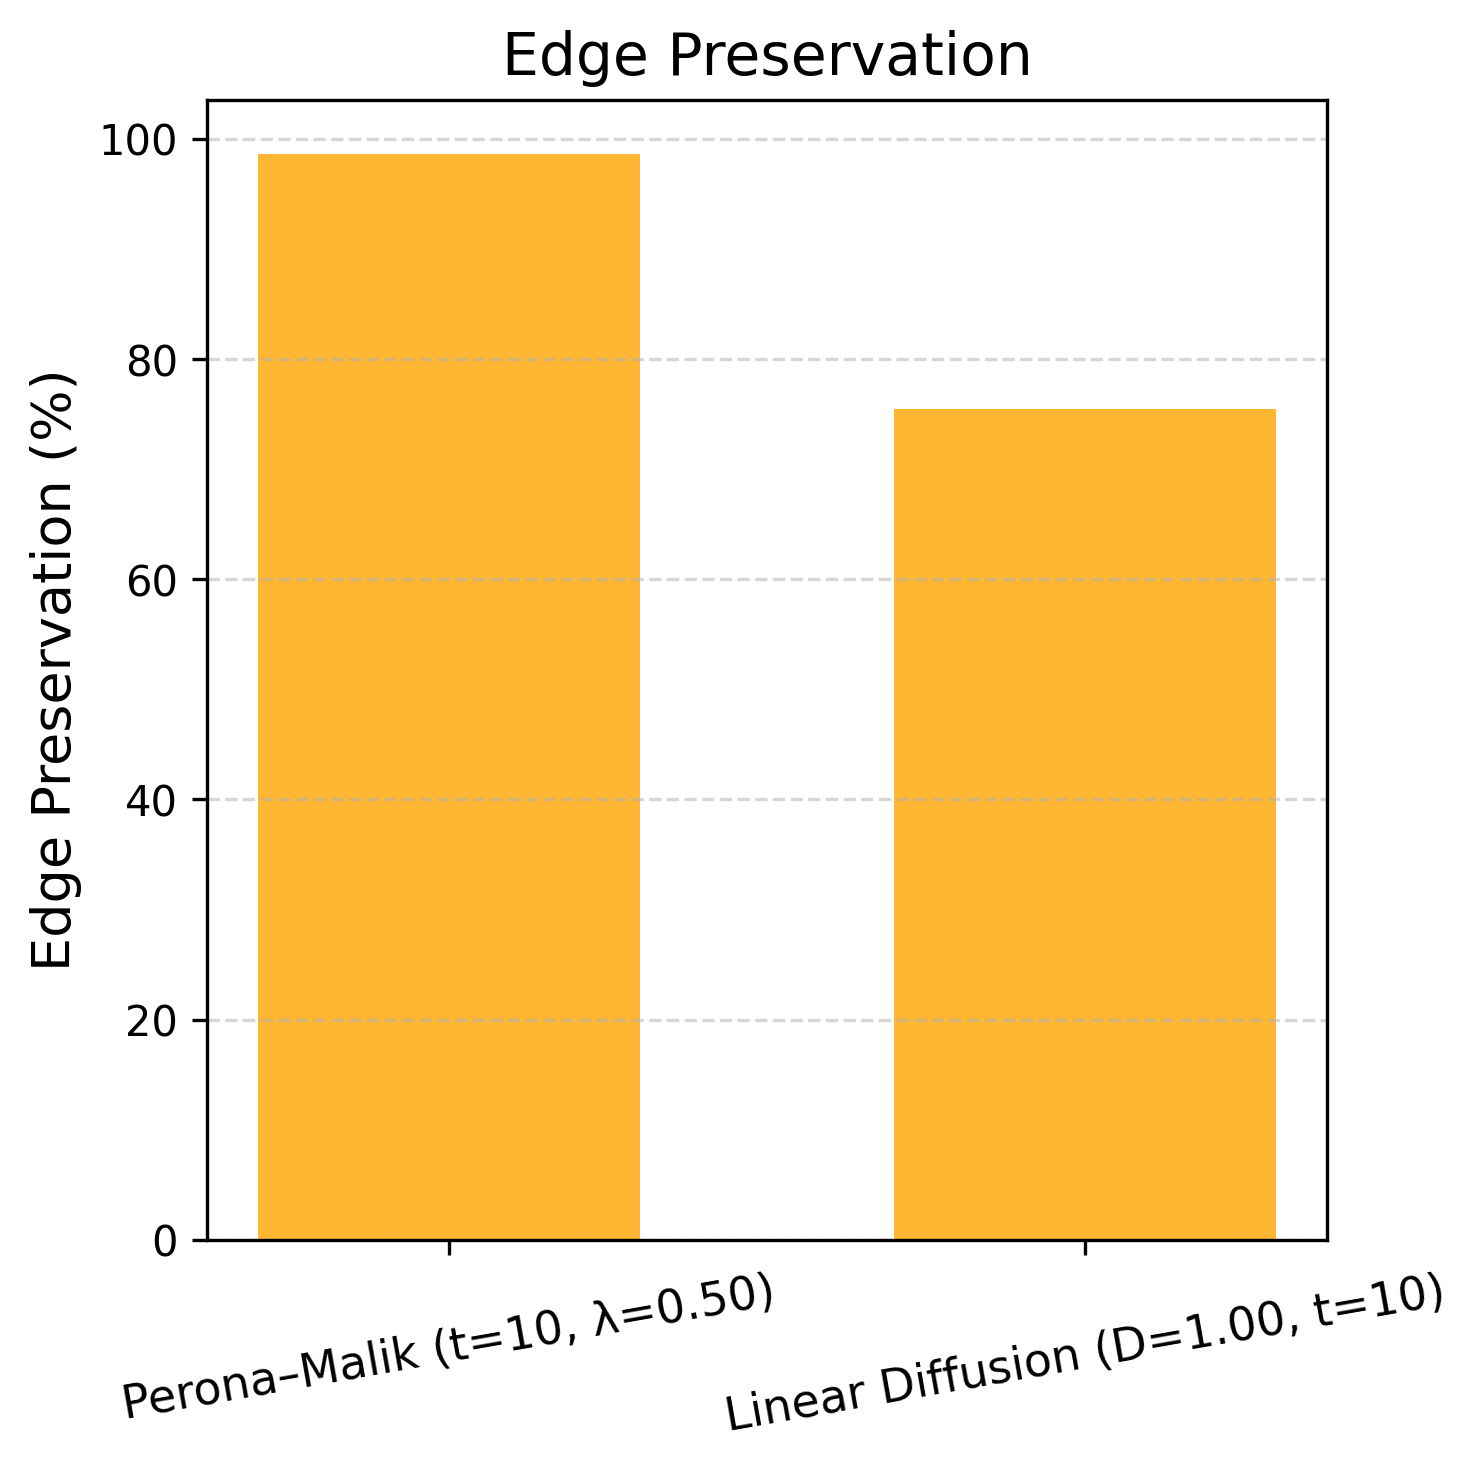 Edge Preservation
Edge Preservation (%)
100
80
60
40
20
0
Perona–Malik (t=10, λ=0.50)
Linear Diffusion (D=1.00, t=10)